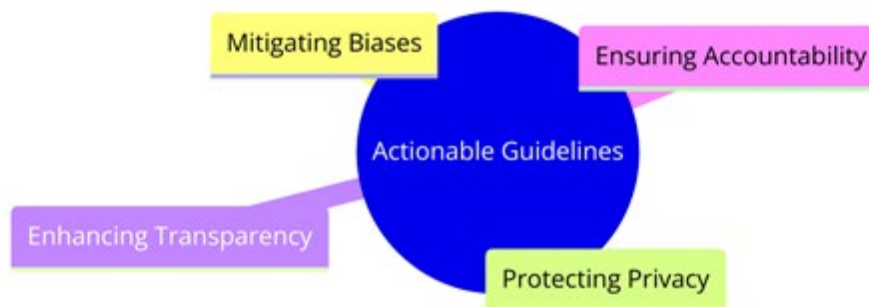 Mitigating Biases
Ensuring Accountability
Actionable Guidelines
Enhancing Transparency
Protecting Privacy